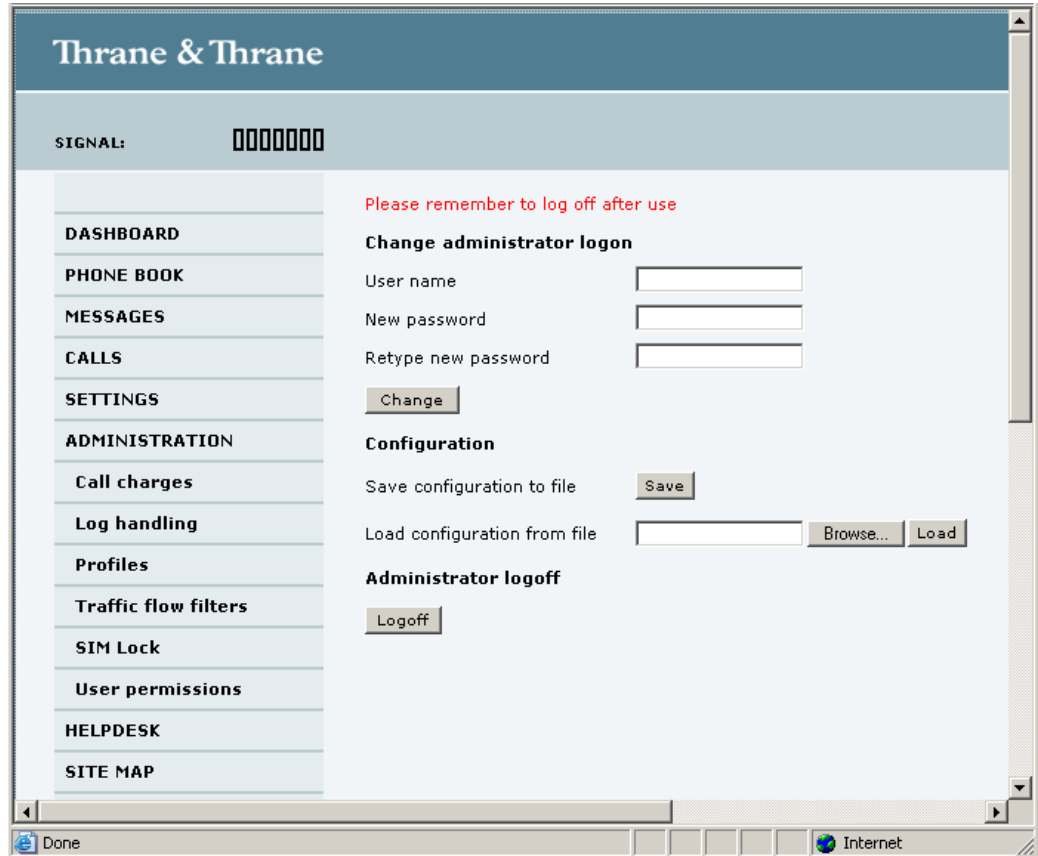 Thrane & Thrane
SIGNAL:
Please remember to log off after use
DASHBOARD
Change administrator logon
PHONE BOOK
User name
MESSAGES
New password
CALLS
Retype new password
SETTINGS
Change
ADMINISTRATION
Configuration
Call charges
Save configuration to file Save
Log handling
Load configuration from file Browse... Load
Profiles
Administrator logoff
Traffic flow filters
Logoff
SIM Lock
User permissions
HELPDESK
SITE MAP
Done Internet